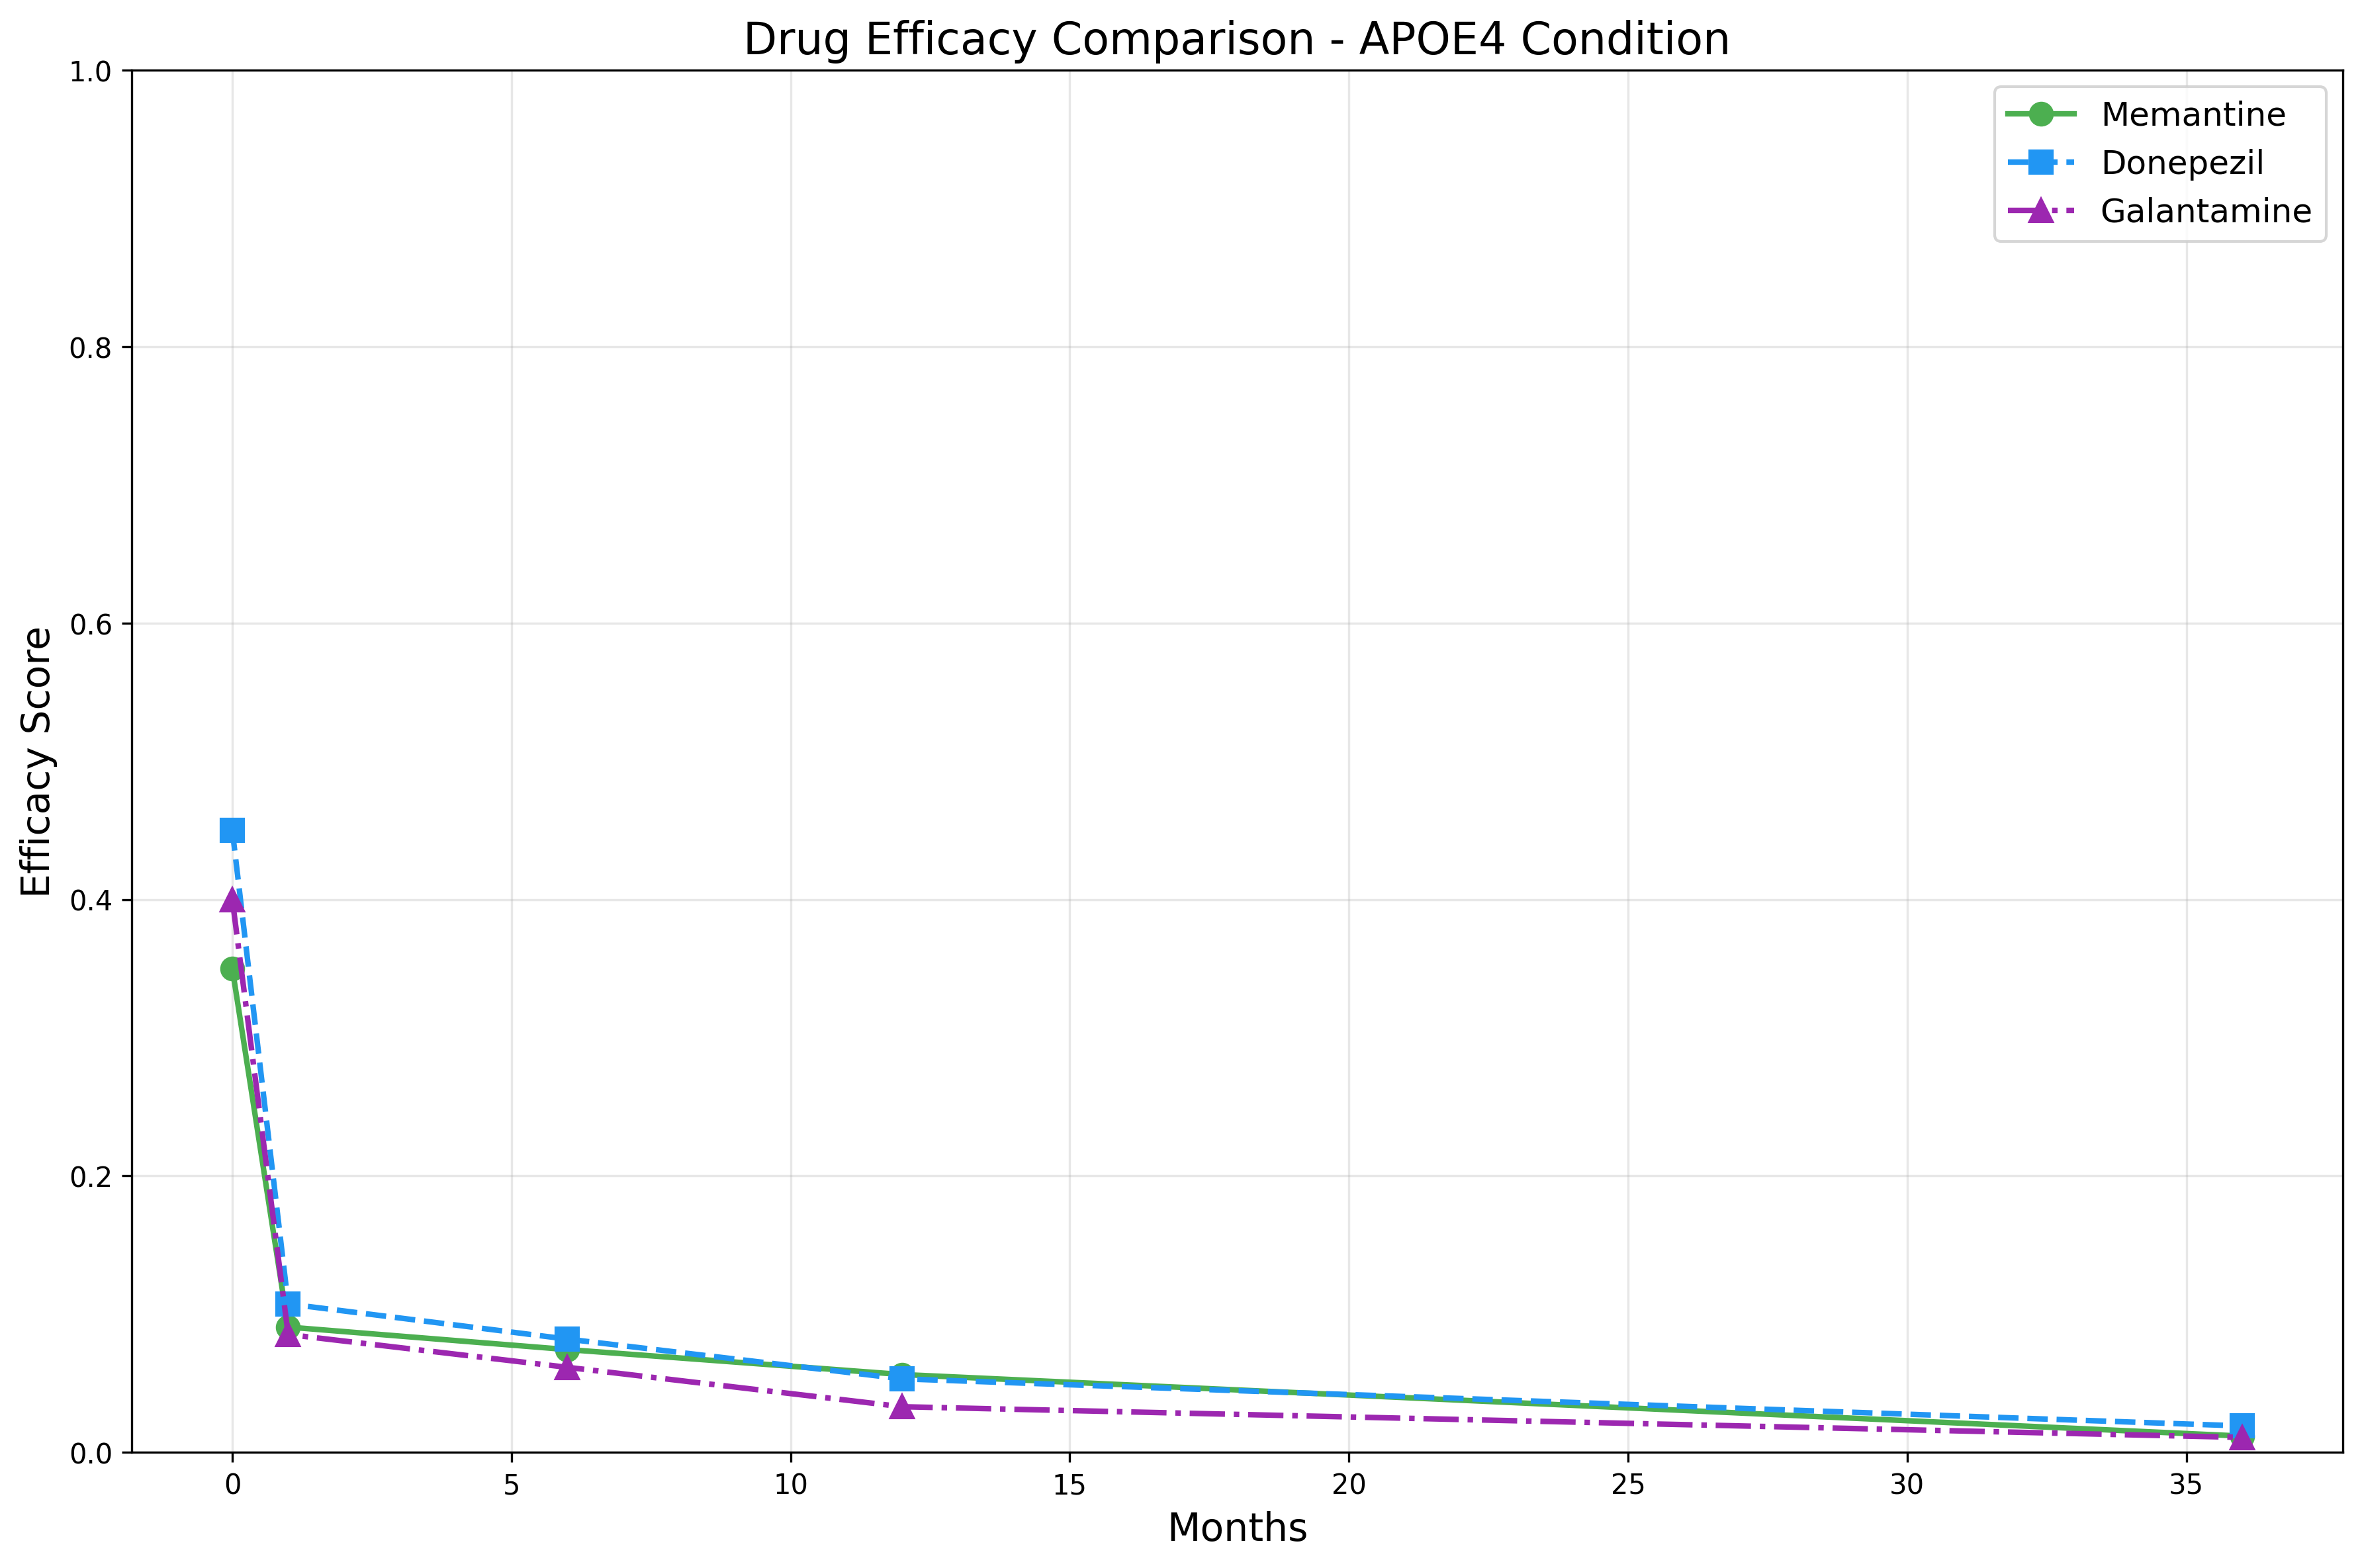 Drug Efficacy Comparison - APOE4 Condition
Memantine
Donepezil
Galantamine
Efficacy Score
1.0
0.8
0.6
0.4
0.2
0.0
0 5 10 15 20 25 30 35
Months